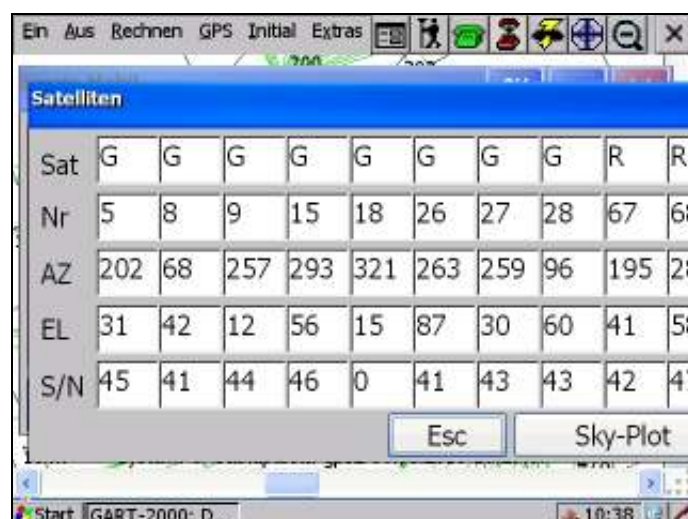 Ein Aus Rechnen GPS Initial Extras
Satelliten
Sat G G G G G G G G R R
Nr 5 8 9 15 18 26 27 28 67
AZ 202 68 257 293 321 263 259 96 195
EL 31 42 12 56 15 87 30 60 41
S/N 45 41 44 46 0 41 43 43 42
Esc Sky-Plot
Start GART-2000: D... 10:38